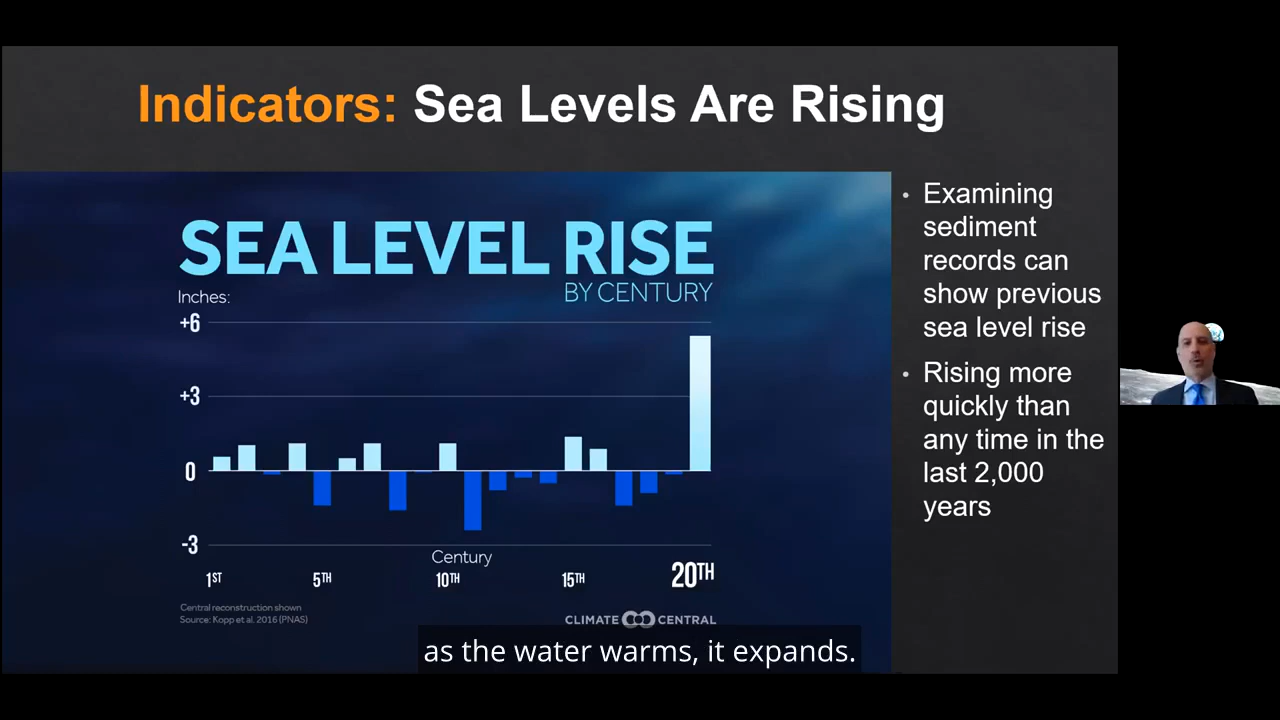 Indicators: Sea Levels Are Rising
SEA LEVEL RISE
BY CENTURY
Inches:
+6
+3
0
-3
Century
1ST 5TH 10TH 15TH 20TH
Central reconstruction shown
Source: Kopp et al. 2016 (PNAS)
CLIMATE CENTRAL
• Examining
sediment
records can
show previous
sea level rise
• Rising more
quickly than
any time in the
last 2,000
years
as the water warms, it expands.